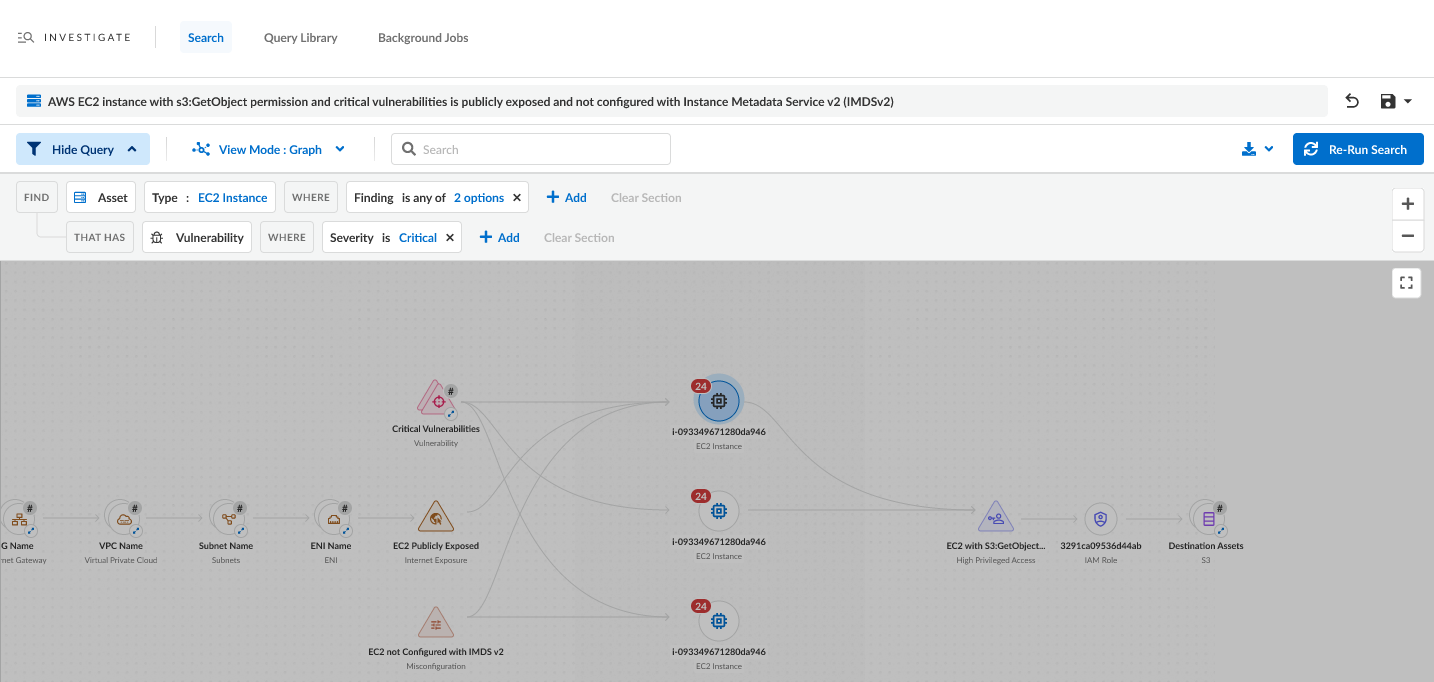 INVESTIGATE Search Query Library Background Jobs
AWS EC2 instance with s3:GetObject permission and critical vulnerabilities is publicly exposed and not configured with Instance Metadata Service v2 (IMDSv2)
Hide Query View Mode : Graph Search Re-Run Search
FIND Asset Type : EC2 Instance WHERE Finding is any of 2 options × + Add Clear Section
THAT HAS Vulnerability WHERE Severity is Critical × + Add Clear Section
#
Critical Vulnerabilities
Vulnerability
24
i-093349671280da946
EC2 Instance
#
G Name
net Gateway
#
VPC Name
Virtual Private Cloud
#
Subnet Name
Subnets
#
ENI Name
ENI
EC2 Publicly Exposed
Internet Exposure
24
i-093349671280da946
EC2 Instance
EC2 with S3:GetObject...
High Privileged Access
3291ca09536d44ab
IAM Role
#
Destination Assets
S3
EC2 not Configured with IMDS v2
Misconfiguration
24
i-093349671280da946
EC2 Instance